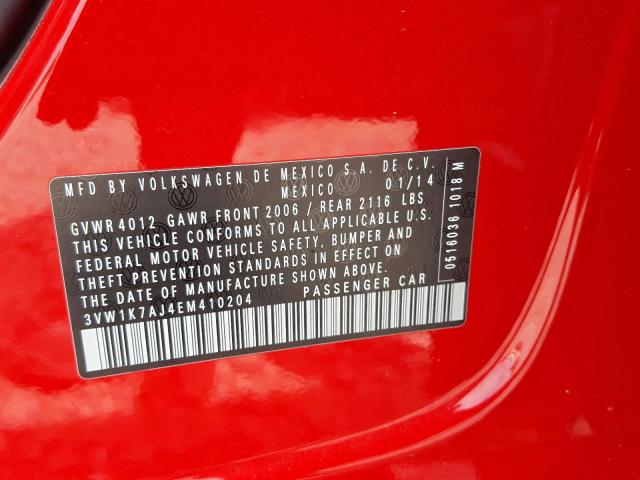 MFD BY VOLKSWAGEN DE MEXICO S.A. DE C.V.
MEXICO 01/14
GVWR 4012 GAWR FRONT 2006 / REAR 2116 LBS
THIS VEHICLE CONFORMS TO ALL APPLICABLE U.S.
FEDERAL MOTOR VEHICLE SAFETY, BUMPER AND
THEFT PREVENTION STANDARDS IN EFFECT ON
THE DATE OF MANUFACTURE SHOWN ABOVE.
3VW1K7AJ4EM410204 PASSENGER CAR
0516036 1018 M